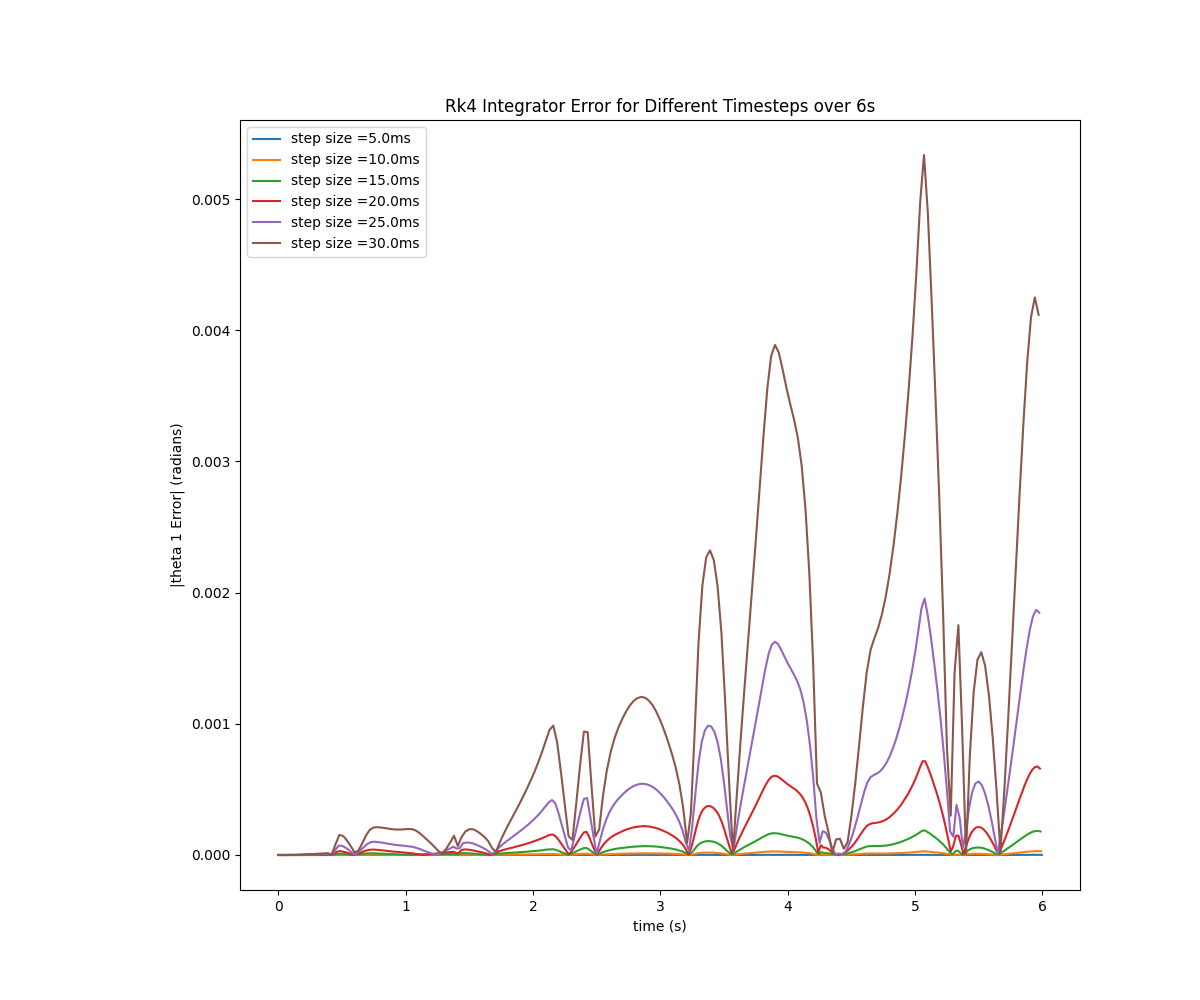 Rk4 Integrator Error for Different Timesteps over 6s
step size =5.0ms
step size =10.0ms
step size =15.0ms
step size =20.0ms
step size =25.0ms
step size =30.0ms
|theta 1 Error| (radians)
0.005
0.004
0.003
0.002
0.001
0.000
0 1 2 3 4 5 6
time (s)